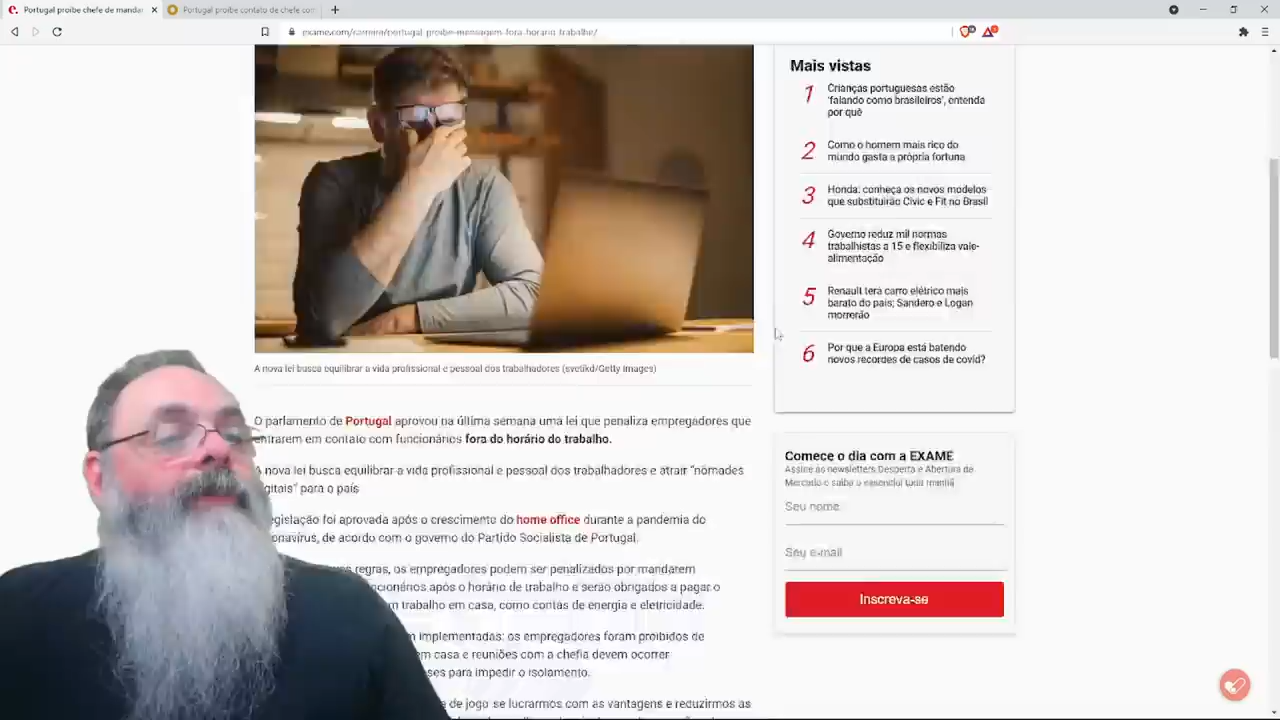 Portugal proíbe chefe de mandar
Portugal proíbe contato de chefe com
exame.com/carreira/portugal-proibe-mensagem-fora-horario-trabalho/
Mais vistas
1 Crianças portuguesas estão
'falando como brasileiros', entenda
por quê
2 Como o homem mais rico do
mundo gasta a própria fortuna
3 Honda: conheça os novos modelos
que substituirão Civic e Fit no Brasil
4 Governo reduz mil normas
trabalhistas a 15 e flexibiliza vale-
alimentação
5 Renault terá carro elétrico mais
barato do país; Sandero e Logan
morrerão
6 Por que a Europa está batendo
novos recordes de casos de covid?
A nova lei busca equilibrar a vida profissional e pessoal dos trabalhadores (svetikd/Getty Images)
O parlamento de Portugal aprovou na última semana uma lei que penaliza empregadores que
entrarem em contato com funcionários fora do horário do trabalho.
A nova lei busca equilibrar a vida profissional e pessoal dos trabalhadores e atrair "nômades
igitais" para o país
egislação foi aprovada após o crescimento do home office durante a pandemia do
onavírus, de acordo com o governo do Partido Socialista de Portugal.
regras, os empregadores podem ser penalizados por mandarem
ncionários após o horário de trabalho e serão obrigados a pagar o
m trabalho em casa, como contas de energia e eletricidade.
m implementadas: os empregadores foram proibidos de
em casa e reuniões com a chefia devem ocorrer
ses para impedir o isolamento.
a de jogo se lucrarmos com as vantagens e reduzirmos as
Comece o dia com a EXAME
Assine as newsletters Desperta e Abertura de
Mercado e saiba o essencial toda manhã
Seu nome
Seu e-mail
Inscreva-se